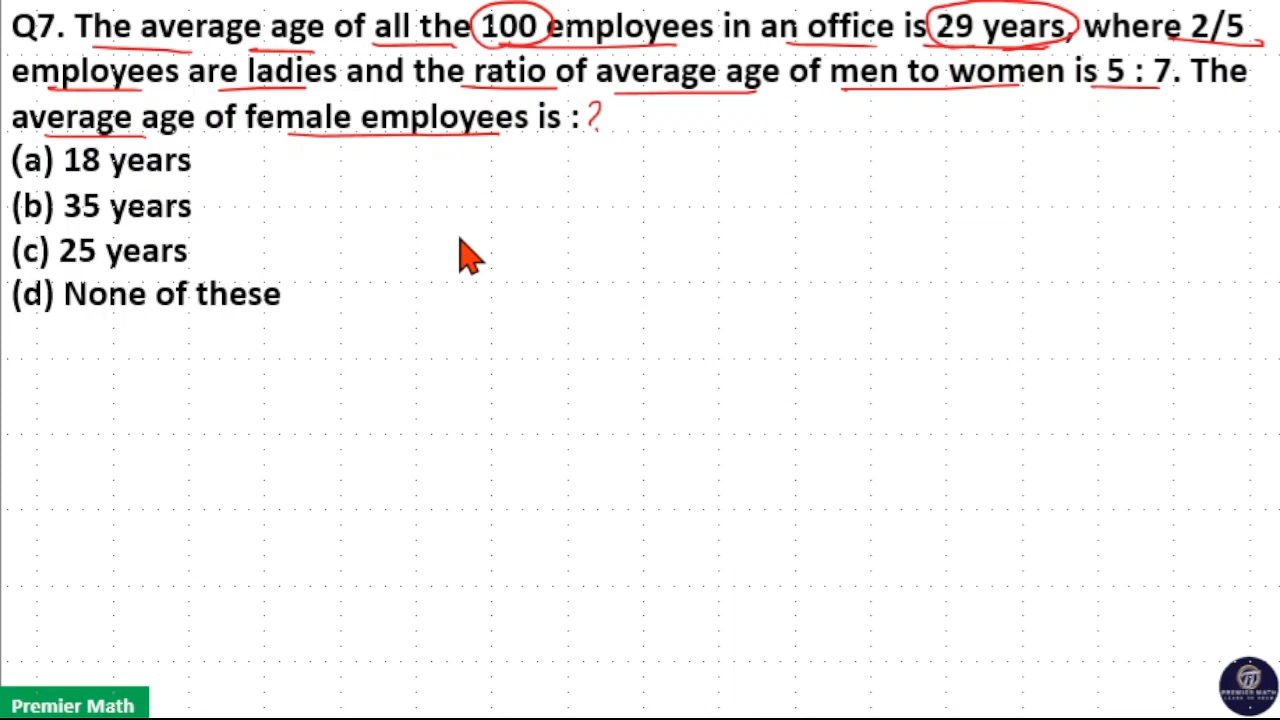 Q7. The average age of all the 100 employees in an office is 29 years, where 2/5
employees are ladies and the ratio of average age of men to women is 5 : 7. The
average age of female employees is : ?
(a) 18 years
(b) 35 years
(c) 25 years
(d) None of these
Premier Math
PREMIER MATH